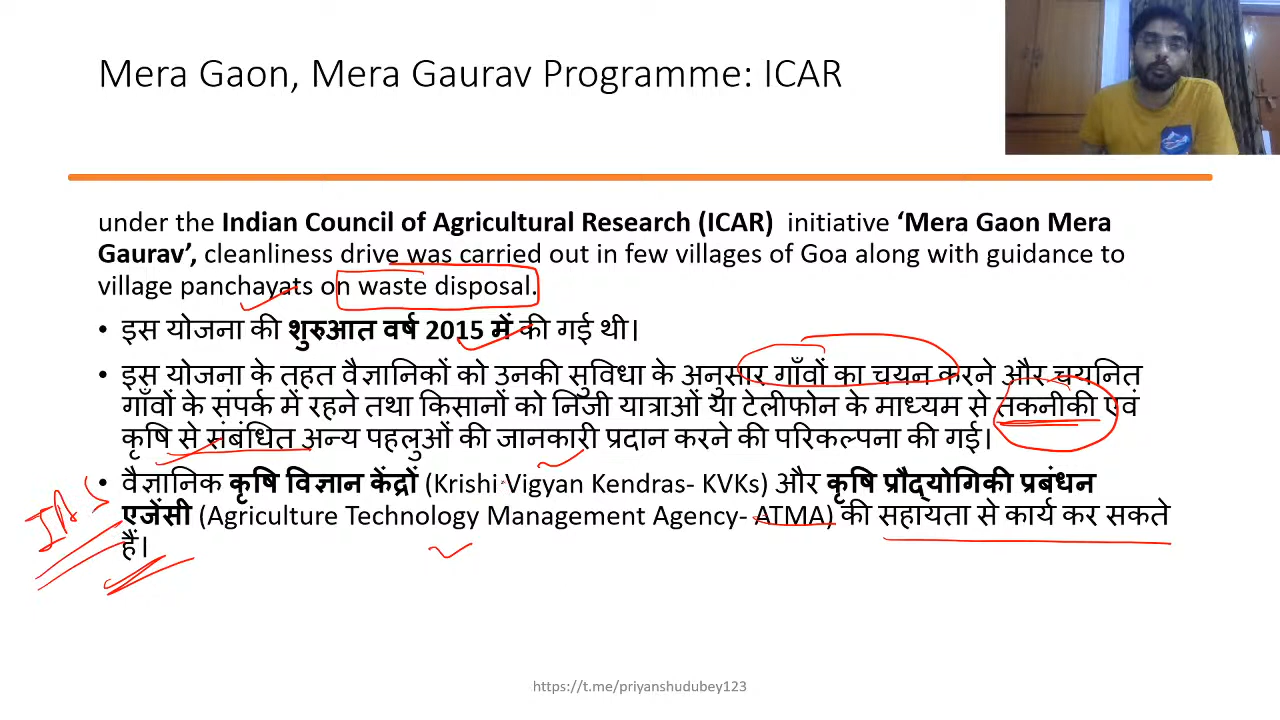 Mera Gaon, Mera Gaurav Programme: ICAR
under the Indian Council of Agricultural Research (ICAR) initiative ‘Mera Gaon Mera
Gaurav’, cleanliness drive was carried out in few villages of Goa along with guidance to
village panchayats on waste disposal.
• इस योजना की शुरुआत वर्ष 2015 में की गई थी।
• इस योजना के तहत वैज्ञानिकों को उनकी सुविधा के अनुसार गाँवों का चयन करने और चयनित
गाँवों के संपर्क में रहने तथा किसानों को निजी यात्राओं या टेलीफोन के माध्यम से तकनीकी एवं
कृषि से संबंधित अन्य पहलुओं की जानकारी प्रदान करने की परिकल्पना की गई।
• वैज्ञानिक कृषि विज्ञान केंद्रों (Krishi Vigyan Kendras- KVKs) और कृषि प्रौद्योगिकी प्रबंधन
एजेंसी (Agriculture Technology Management Agency- ATMA) की सहायता से कार्य कर सकते
हैं।
IAS
https://t.me/priyanshudubey123